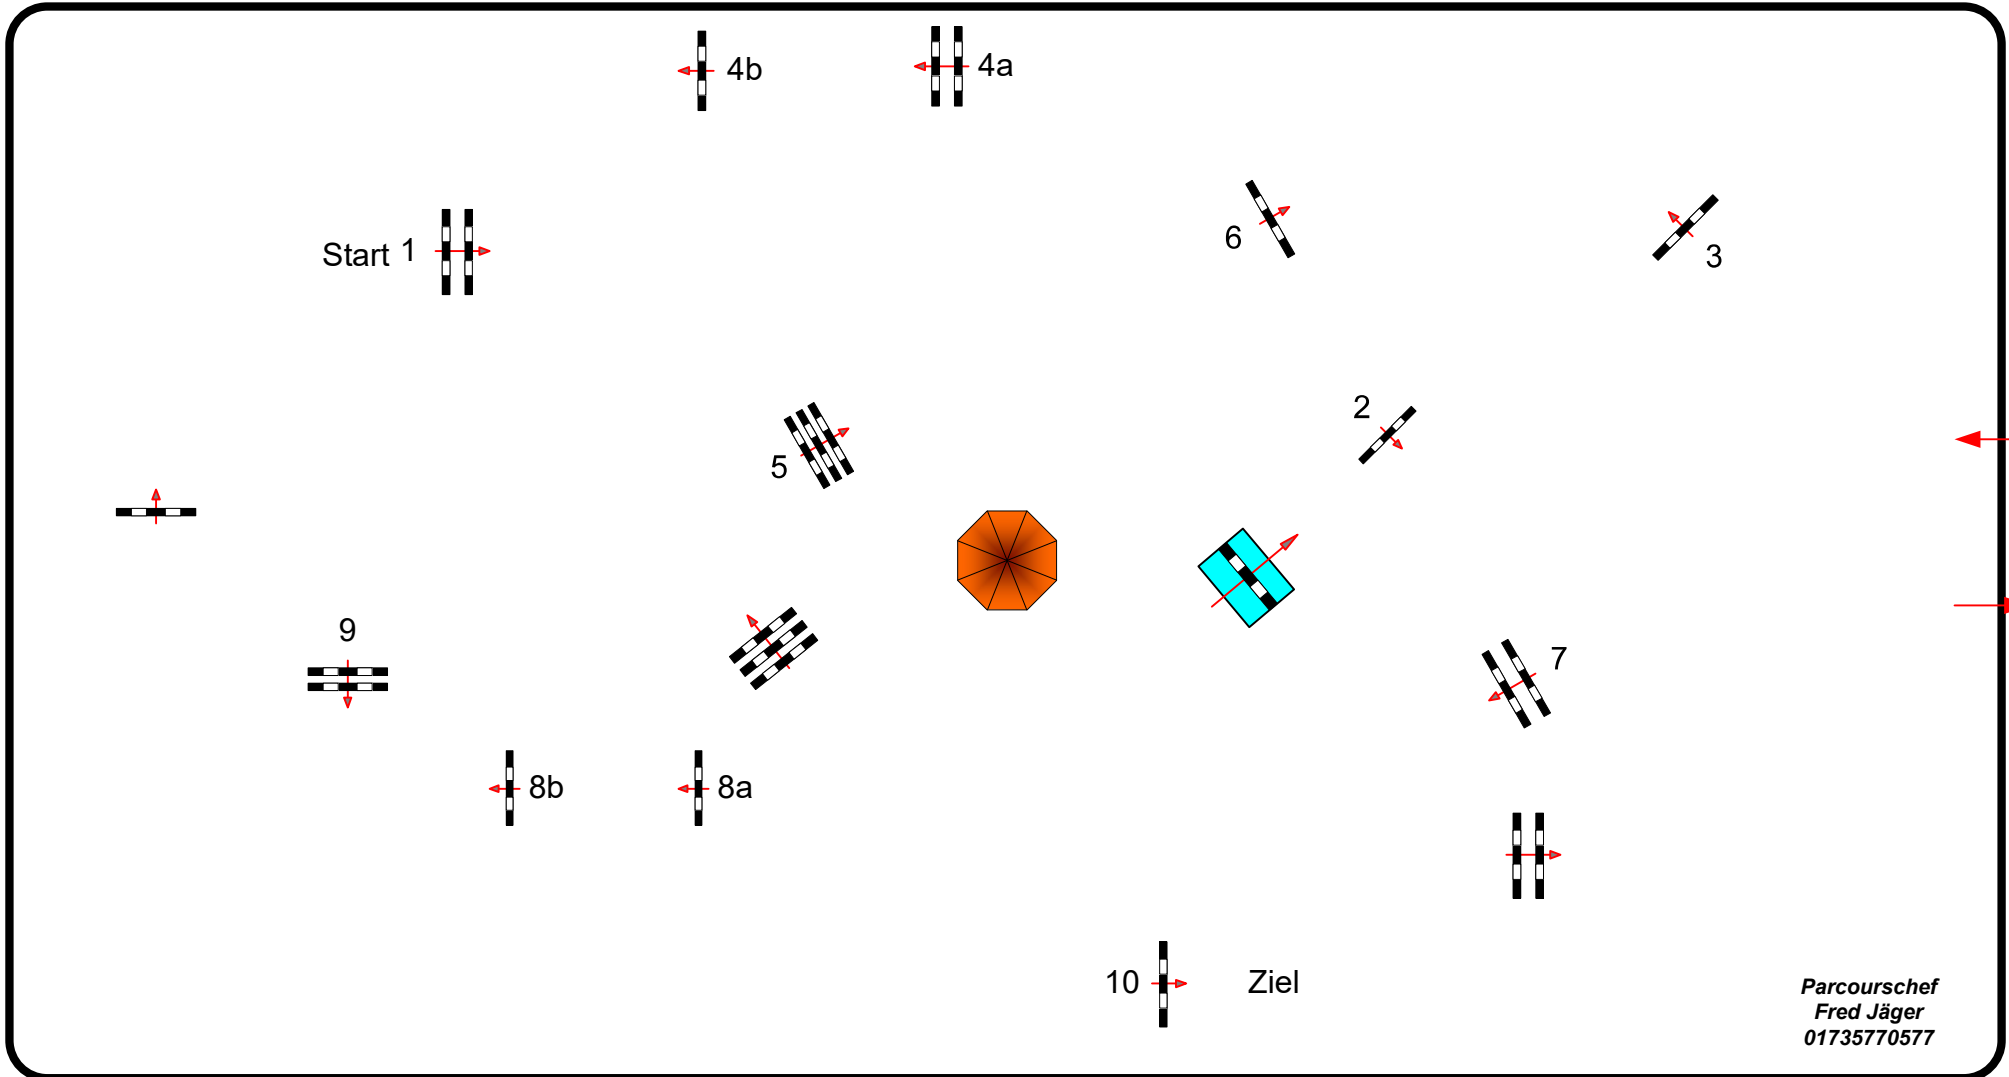 4b
4a
Start 1
6
3
2
5
9
7
8b
8a
10
Ziel
Parcourschef
Fred Jäger
01735770577